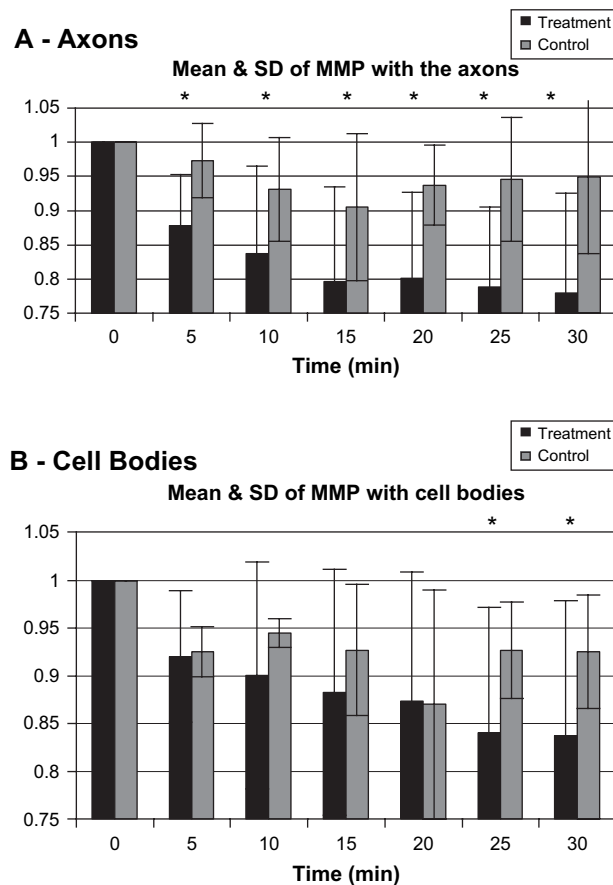 Treatment
Control
A - Axons
Mean & SD of MMP with the axons
* * * * * *
1.05
1
0.95
0.9
0.85
0.8
0.75
0 5 10 15 20 25 30
Time (min)
Treatment
Control
B - Cell Bodies
Mean & SD of MMP with cell bodies
* *
1.05
1
0.95
0.9
0.85
0.8
0.75
0 5 10 15 20 25 30
Time (min)